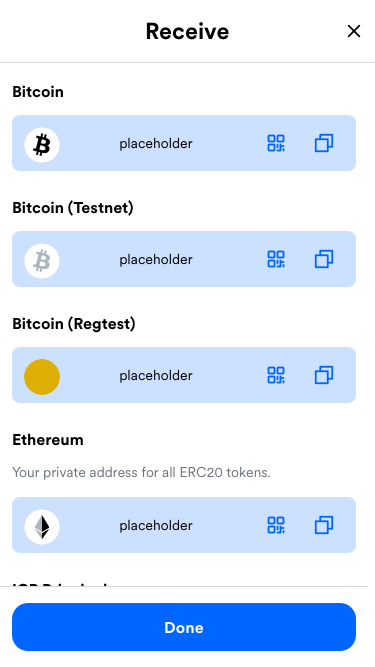 Receive
Bitcoin
placeholder
Bitcoin (Testnet)
placeholder
Bitcoin (Regtest)
placeholder
Ethereum
Your private address for all ERC20 tokens.
placeholder
Done